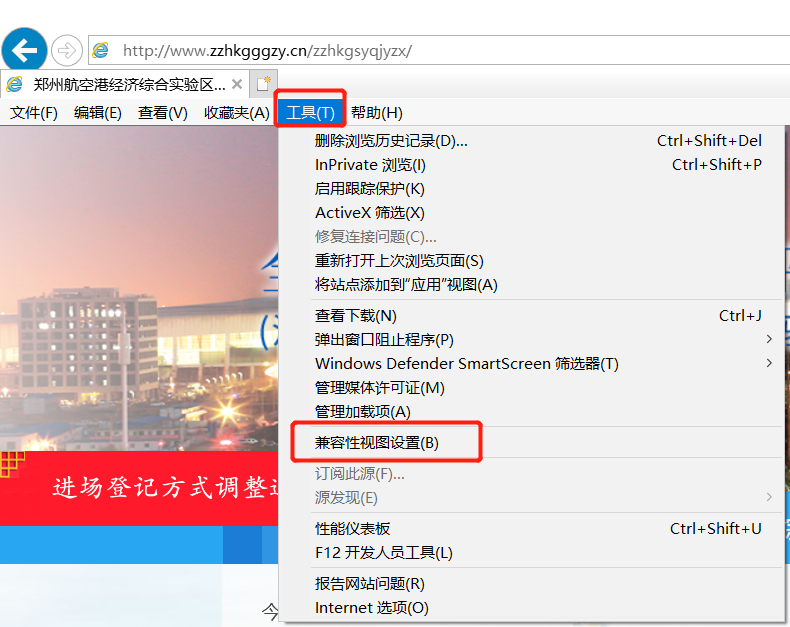 http://www.zzhkgggzy.cn/zzhkgsyqjyzx/
郑州航空港经济综合实验区...
文件(F) 编辑(E) 查看(V) 收藏夹(A) 工具(T) 帮助(H)
删除浏览历史记录(D)... Ctrl+Shift+Del
InPrivate 浏览(I) Ctrl+Shift+P
启用跟踪保护(K)
ActiveX 筛选(X)
修复连接问题(C)...
重新打开上次浏览页面(S)
将站点添加到“应用”视图(A)
查看下载(N) Ctrl+J
弹出窗口阻止程序(P)
Windows Defender SmartScreen 筛选器(T)
管理媒体许可证(M)
管理加载项(A)
兼容性视图设置(B)
订阅此源(F)...
进场登记方式调整
源发现(E)
性能仪表板 Ctrl+Shift+U
F12 开发人员工具(L)
报告网站问题(R)
今
Internet 选项(O)